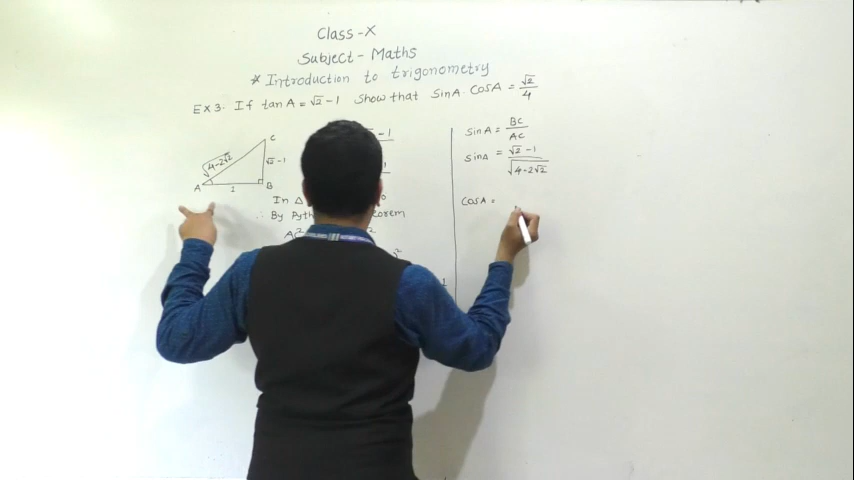 Class-X
Subject - Maths
* Introduction to trigonometry
EX 3. If tan A = √2 - 1 Show that SinA. CosA = √2/4
C
√4-2√2
√2-1
A
1
B
In Δ
∴ By Pyth
orem
SinA = BC/AC
SinA = √2-1/√4-2√2
CosA =